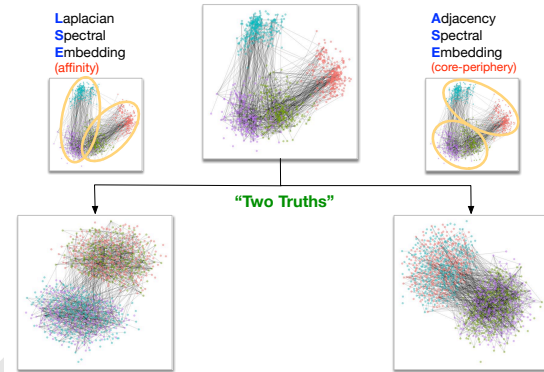 Laplacian
Spectral
Embedding
(affinity)
Adjacency
Spectral
Embedding
(core-periphery)
“Two Truths”